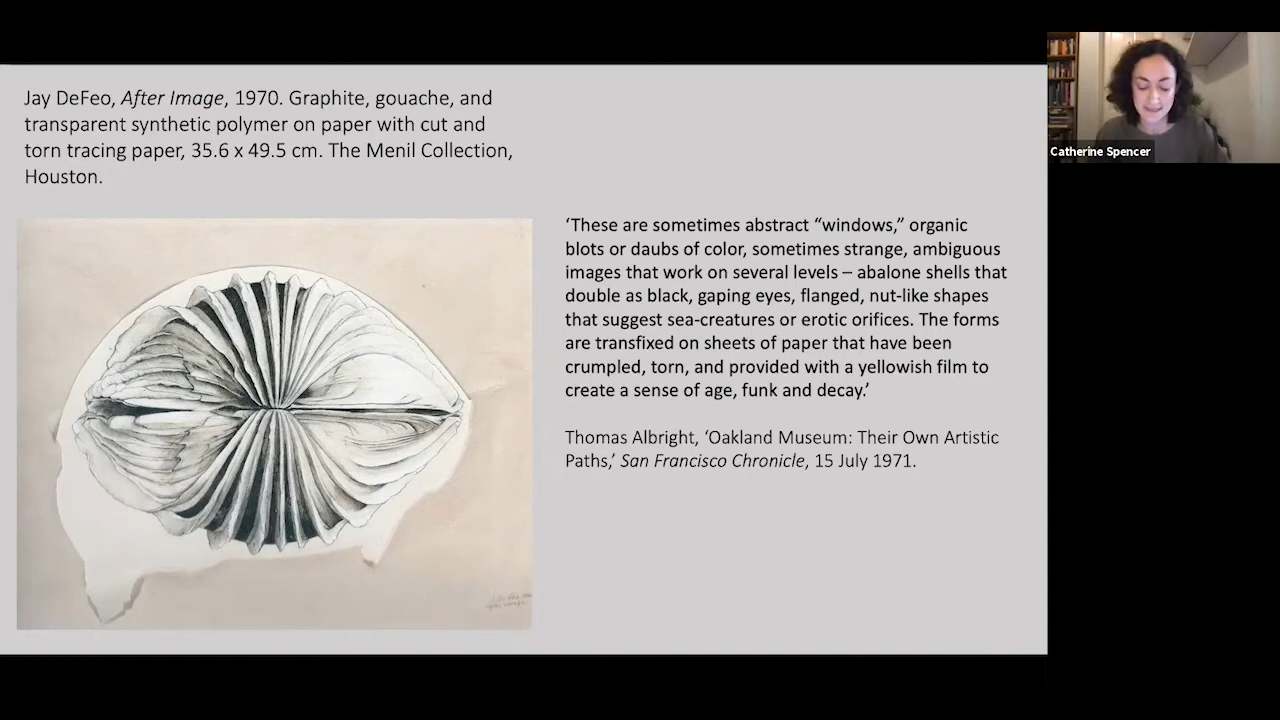 Jay DeFeo, After Image, 1970. Graphite, gouache, and
transparent synthetic polymer on paper with cut and
torn tracing paper, 35.6 x 49.5 cm. The Menil Collection,
Houston.
‘These are sometimes abstract “windows,” organic
blots or daubs of color, sometimes strange, ambiguous
images that work on several levels – abalone shells that
double as black, gaping eyes, flanged, nut-like shapes
that suggest sea-creatures or erotic orifices. The forms
are transfixed on sheets of paper that have been
crumpled, torn, and provided with a yellowish film to
create a sense of age, funk and decay.’
Thomas Albright, ‘Oakland Museum: Their Own Artistic
Paths,’ San Francisco Chronicle, 15 July 1971.
Catherine Spencer